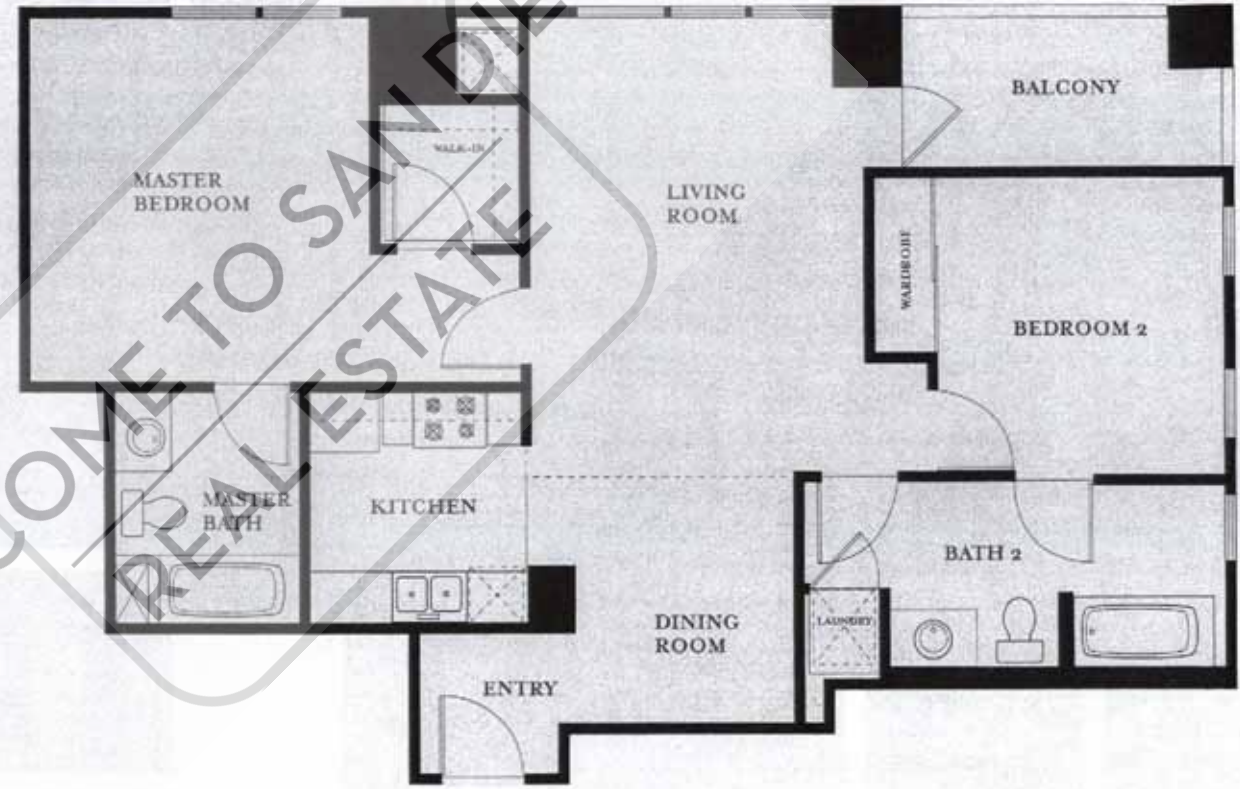 MASTER
BEDROOM
WALK-IN
LIVING
ROOM
BALCONY
WARDROBE
BEDROOM 2
MASTER
BATH
KITCHEN
DINING
ROOM
ENTRY
BATH 2
LAUNDRY
COME TO SAN DIE
REAL ESTATE